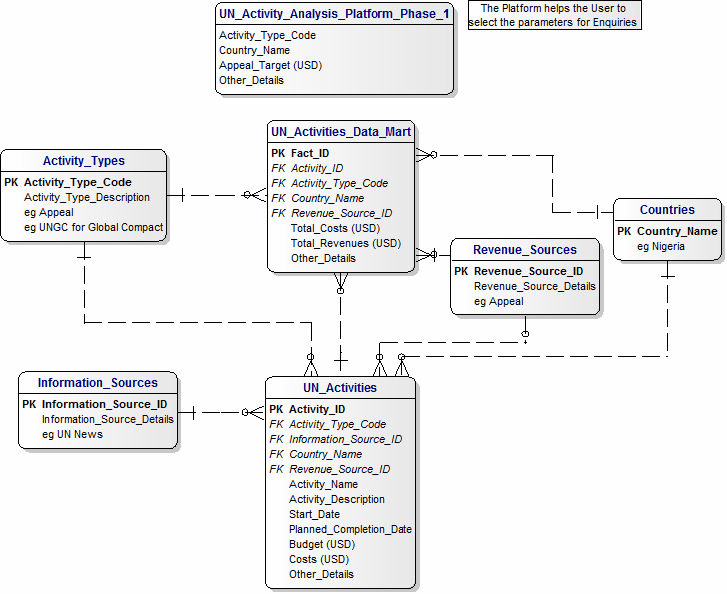 UN_Activity_Analysis_Platform_Phase_1
Activity_Type_Code
Country_Name
Appeal_Target (USD)
Other_Details
The Platform helps the User to
select the parameters for Enquiries
UN_Activities_Data_Mart
PK Fact_ID
FK Activity_ID
FK Activity_Type_Code
FK Country_Name
FK Revenue_Source_ID
Total_Costs (USD)
Total_Revenues (USD)
Other_Details
Activity_Types
PK Activity_Type_Code
Activity_Type_Description
eg Appeal
eg UNGC for Global Compact
Countries
PK Country_Name
eg Nigeria
Revenue_Sources
PK Revenue_Source_ID
Revenue_Source_Details
eg Appeal
Information_Sources
PK Information_Source_ID
Information_Source_Details
eg UN News
UN_Activities
PK Activity_ID
FK Activity_Type_Code
FK Information_Source_ID
FK Country_Name
FK Revenue_Source_ID
Activity_Name
Activity_Description
Start_Date
Planned_Completion_Date
Budget (USD)
Costs (USD)
Other_Details